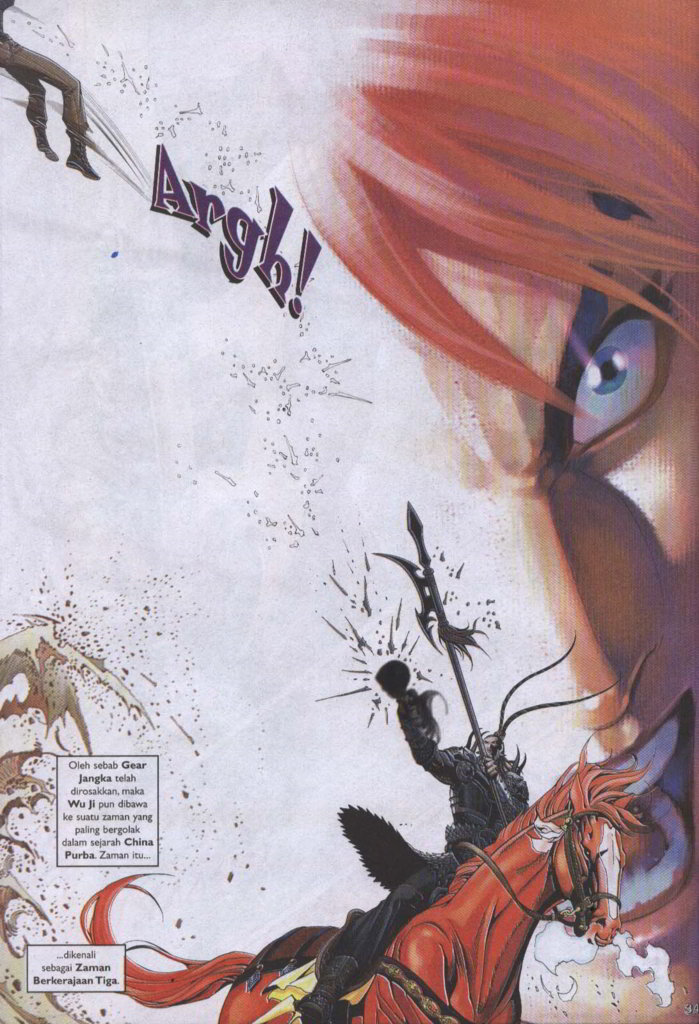 Argh!
Oleh sebab Gear
Jangka telah
dirosakkan, maka
Wu Ji pun dibawa
ke suatu zaman yang
paling bergolak
dalam sejarah China
Purba. Zaman itu...
...dikenali
sebagai Zaman
Berkerajaan Tiga.